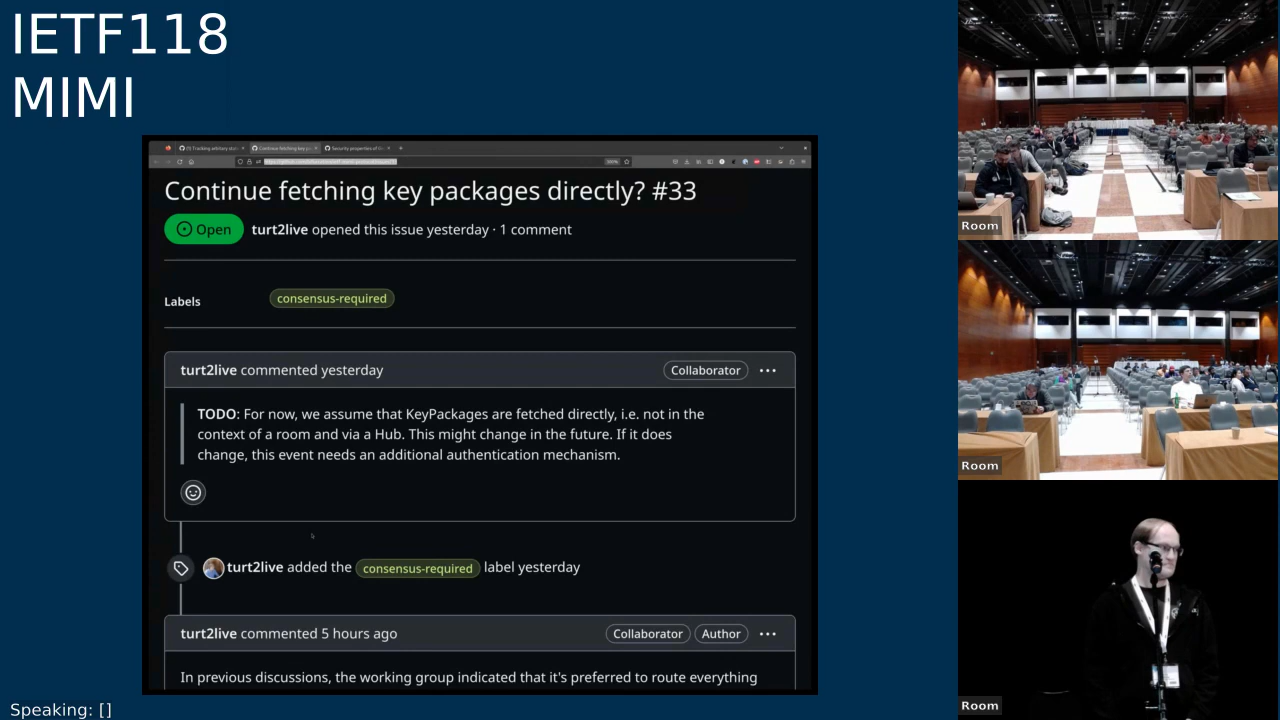 IETF118
MIMI
Continue fetching key packages directly? #33
Open turt2live opened this issue yesterday · 1 comment
Labels consensus-required
turt2live commented yesterday Collaborator ...
TODO: For now, we assume that KeyPackages are fetched directly, i.e. not in the
context of a room and via a Hub. This might change in the future. If it does
change, this event needs an additional authentication mechanism.
turt2live added the consensus-required label yesterday
turt2live commented 5 hours ago Collaborator Author ...
In previous discussions, the working group indicated that it's preferred to route everything
Speaking: []
Room
Room
Room